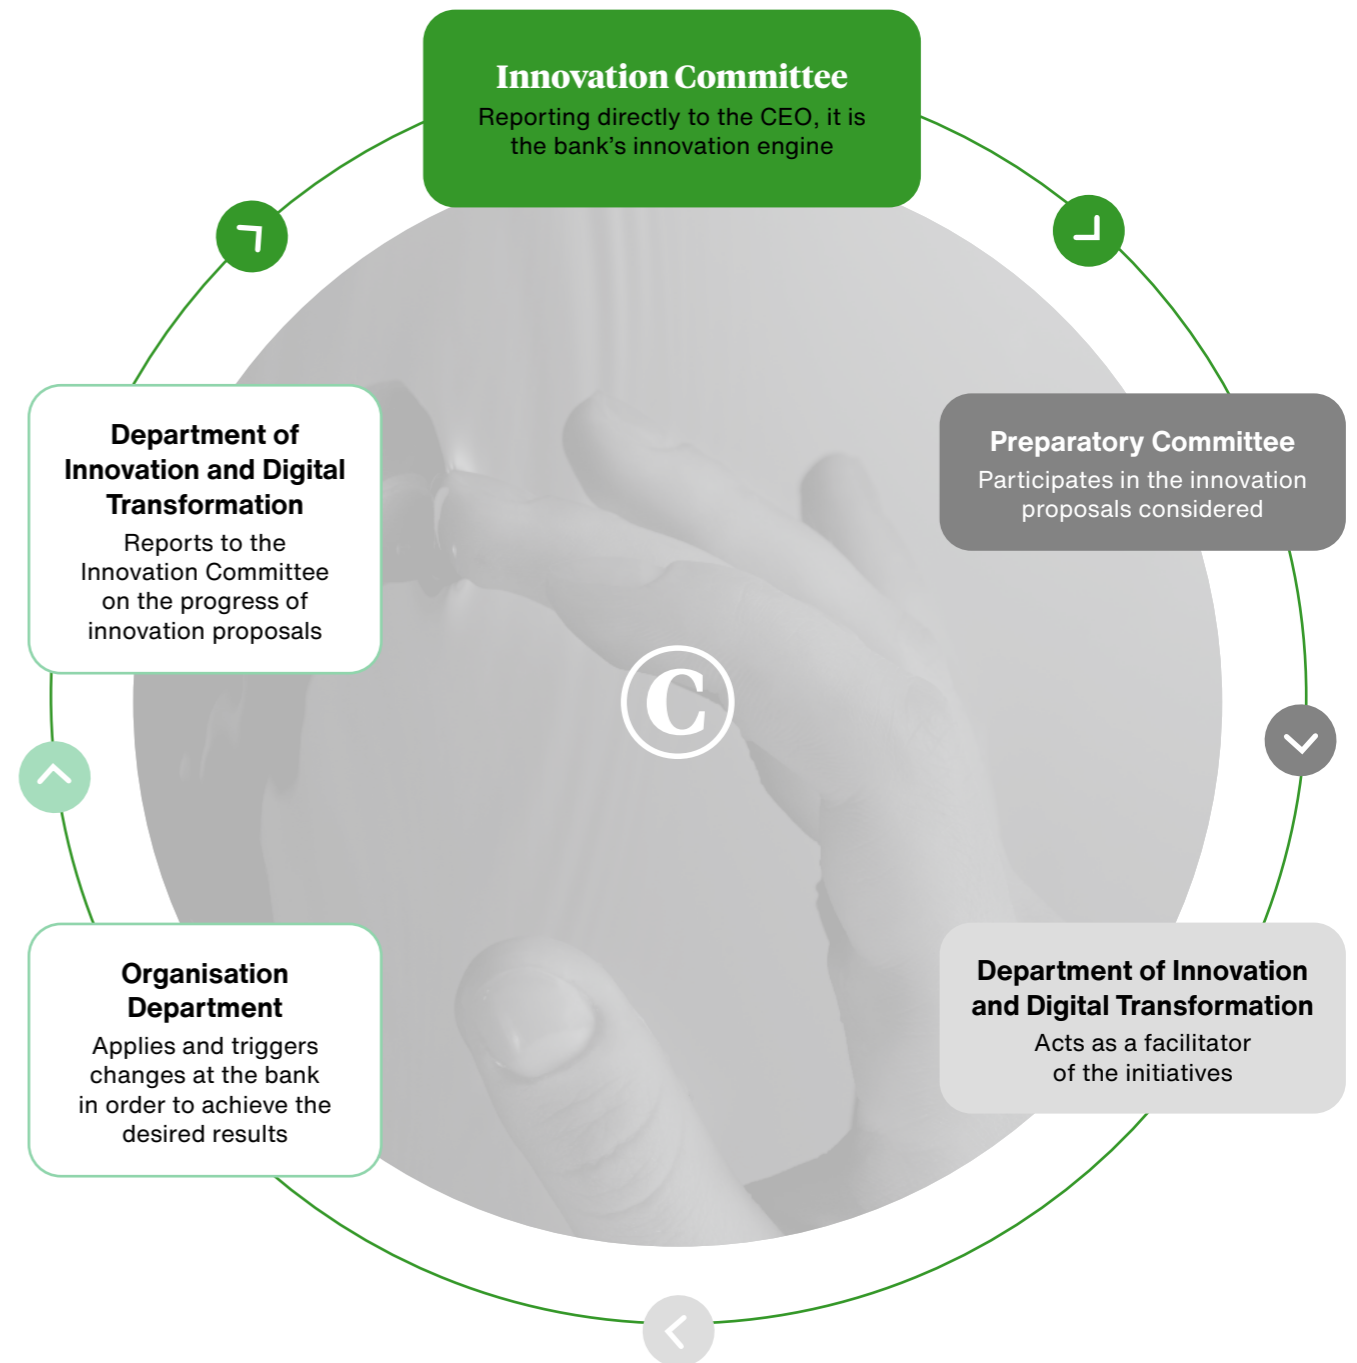 Innovation Committee
Reporting directly to the CEO, it is
the bank's innovation engine
Preparatory Committee
Participates in the innovation
proposals considered
Department of Innovation
and Digital Transformation
Acts as a facilitator
of the initiatives
Organisation
Department
Applies and triggers
changes at the bank
in order to achieve the
desired results
Department of
Innovation and Digital
Transformation
Reports to the
Innovation Committee
on the progress of
innovation proposals
C